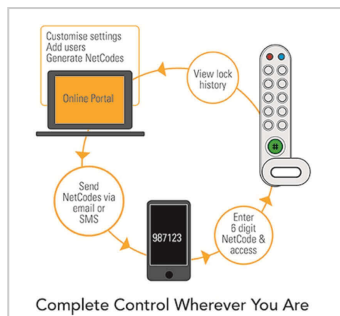 Customise settings
Add users
Generate NetCodes
Online Portal
View lock
history
Send
NetCodes via
email or
SMS
987123
Enter
6 digit
NetCode &
access
#
Complete Control Wherever You Are